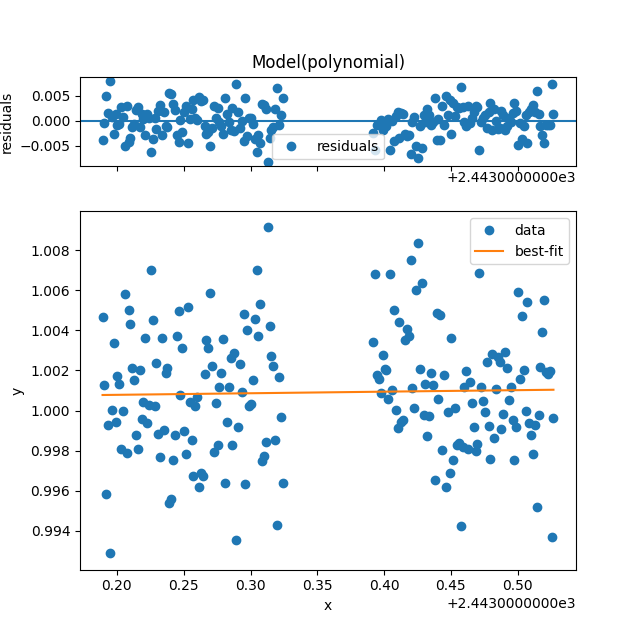 Model(polynomial)
residuals
0.005
0.000
−0.005
residuals
+2.4430000000e3
y
1.008
1.006
1.004
1.002
1.000
0.998
0.996
0.994
data
best-fit
0.20 0.25 0.30 0.35 0.40 0.45 0.50
x
+2.4430000000e3